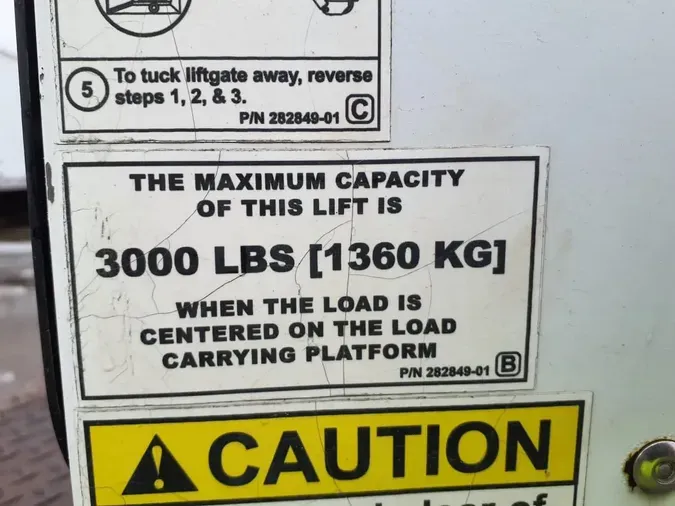 5 To tuck liftgate away, reverse
steps 1, 2, & 3.
P/N 282849-01 C
THE MAXIMUM CAPACITY
OF THIS LIFT IS
3000 LBS [1360 KG]
WHEN THE LOAD IS
CENTERED ON THE LOAD
CARRYING PLATFORM
P/N 282849-01 B
CAUTION
of